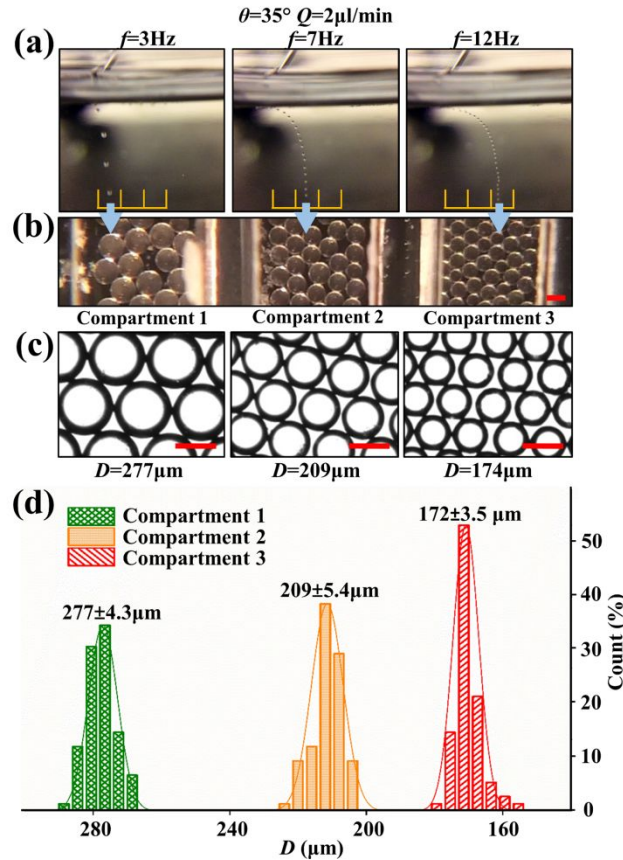 θ=35° Q=2μl/min
(a)
f=3Hz
f=7Hz
f=12Hz
(b)
Compartment 1
Compartment 2
Compartment 3
(c)
D=277μm
D=209μm
D=174μm
(d)
Compartment 1
Compartment 2
Compartment 3
277±4.3μm
209±5.4μm
172±3.5 μm
50
40
30
20
10
0
Count (%)
280
240
200
160
D (μm)